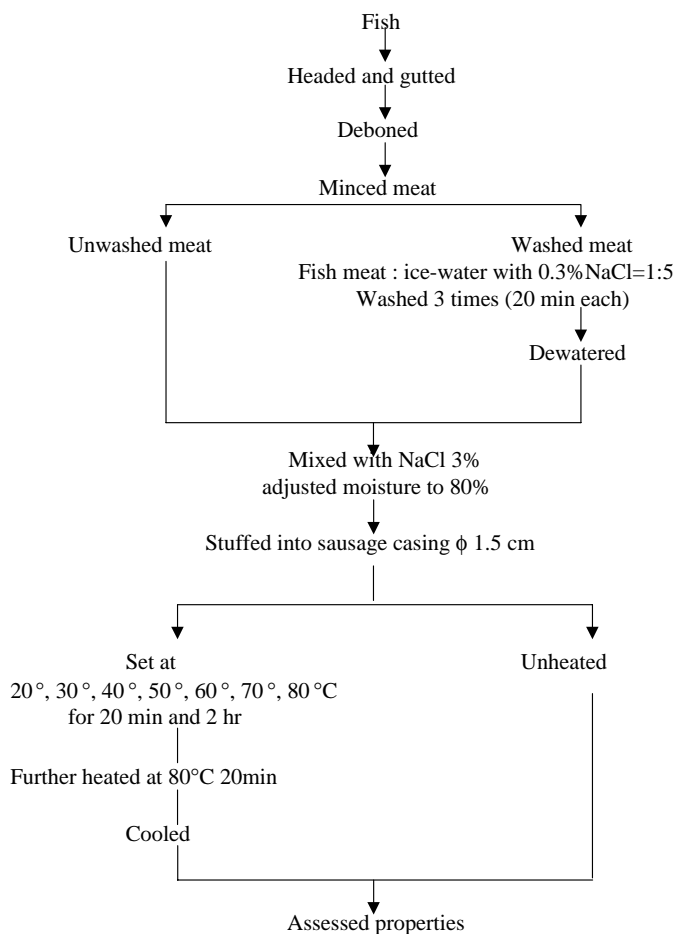 Fish
Headed and gutted
Deboned
Minced meat
Unwashed meat
Washed meat
Fish meat : ice-water with 0.3%NaCl=1:5
Washed 3 times (20 min each)
Dewatered
Mixed with NaCl 3%
adjusted moisture to 80%
Stuffed into sausage casing ϕ 1.5 cm
Set at
20°, 30°, 40°, 50°, 60°, 70°, 80°C
for 20 min and 2 hr
Unheated
Further heated at 80°C 20min
Cooled
Assessed properties